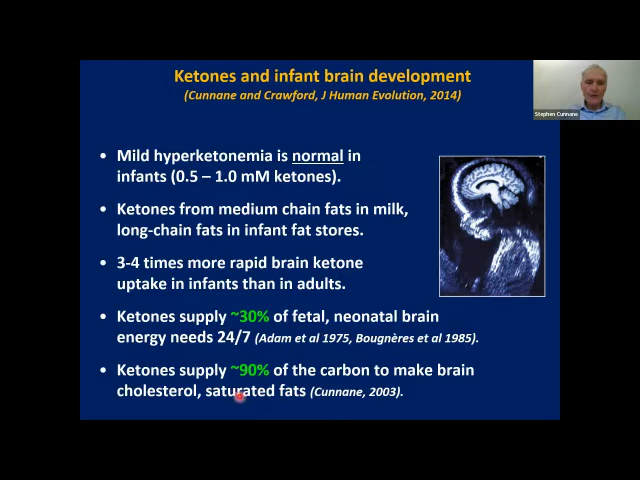 Ketones and infant brain development
(Cunnane and Crawford, J Human Evolution, 2014)
Stephen Cunnane
• Mild hyperketonemia is normal in
infants (0.5 – 1.0 mM ketones).
• Ketones from medium chain fats in milk,
long-chain fats in infant fat stores.
• 3-4 times more rapid brain ketone
uptake in infants than in adults.
• Ketones supply ~30% of fetal, neonatal brain
energy needs 24/7 (Adam et al 1975, Bougnères et al 1985).
• Ketones supply ~90% of the carbon to make brain
cholesterol, saturated fats (Cunnane, 2003).